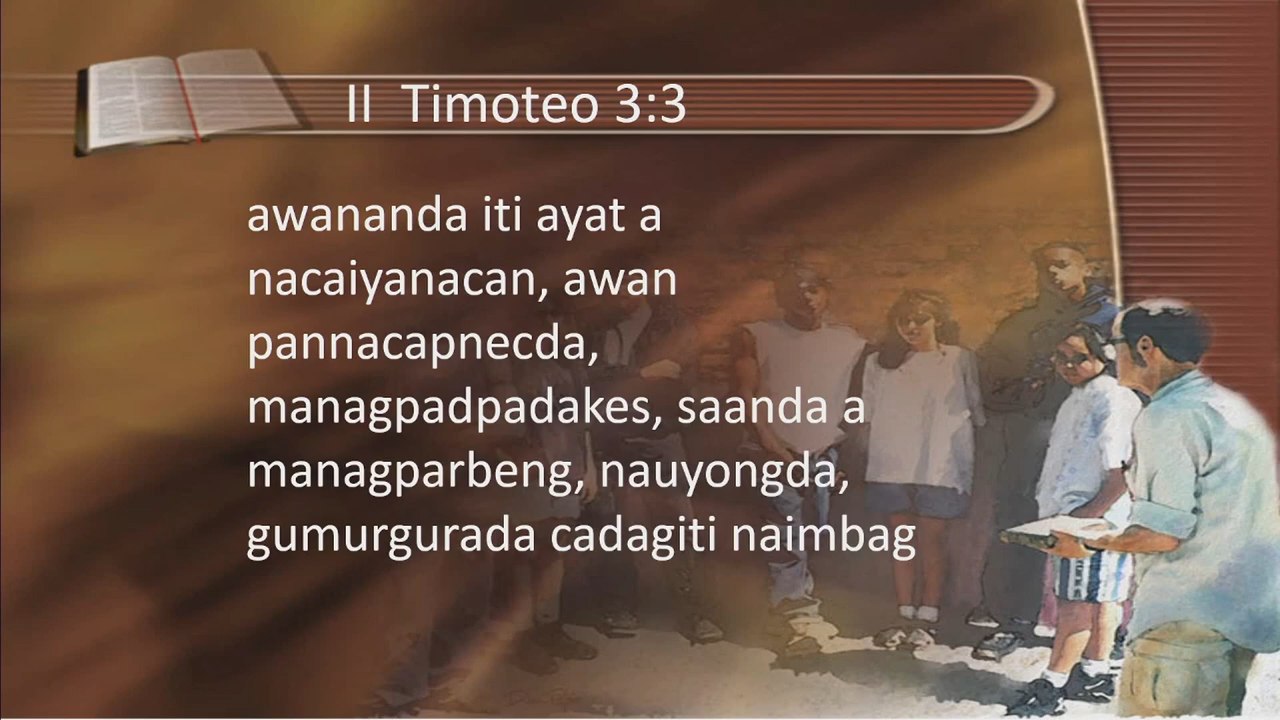 II Timoteo 3:3
awananda iti ayat a
nacaiyanacan, awan
pannacapnecda,
managpadpadakes, saanda a
managparbeng, nauyongda,
gumurgurada cadagiti naimbag